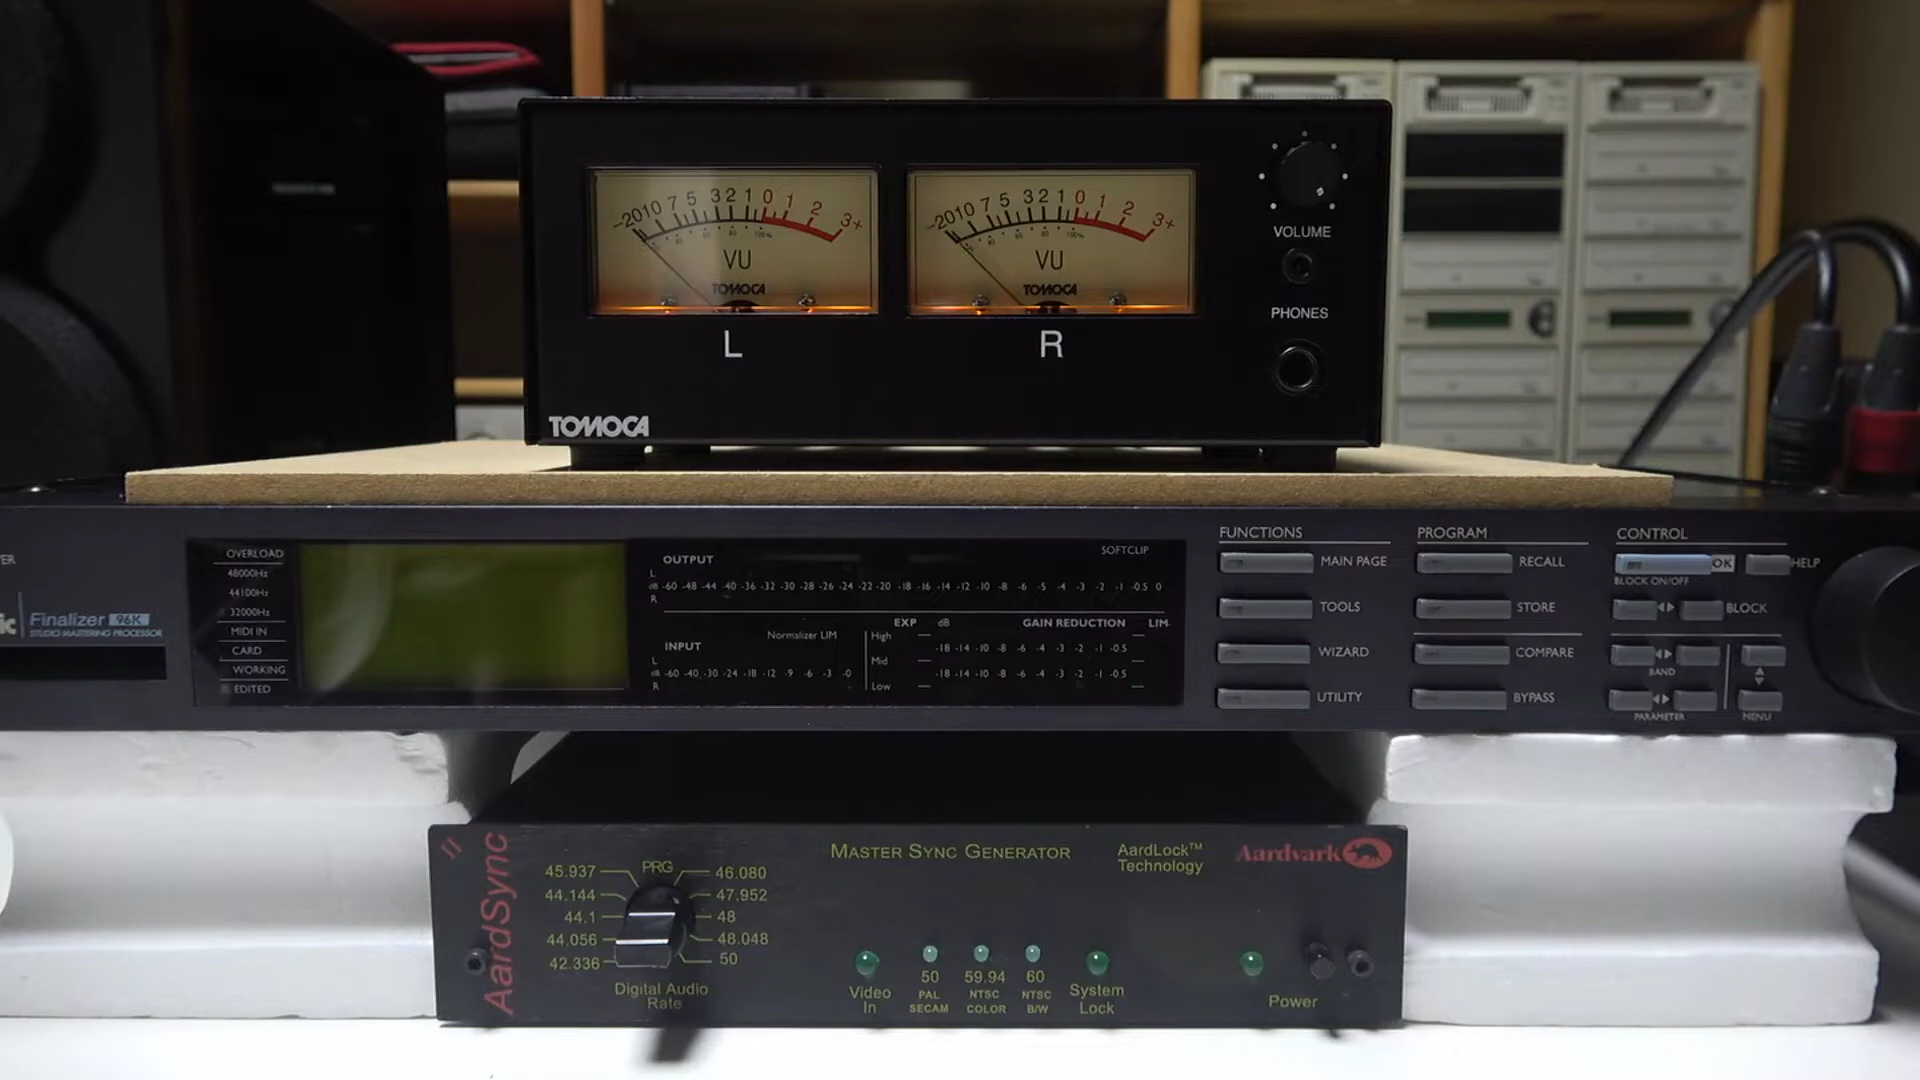 -20 10 7 5 3 2 1 0 1 2 3+
VU
TOMOCA
L
-20 10 7 5 3 2 1 0 1 2 3+
VU
TOMOCA
R
VOLUME
PHONES
TOMOCA
ic Finalizer 96K
STUDIO MASTERING PROCESSOR
OVERLOAD
48000Hz
44100Hz
32000Hz
MIDI IN
CARD
WORKING
EDITED
OUTPUT
SOFTCLIP
L
dB -60 -48 -44 -40 -36 -32 -30 -28 -26 -24 -22 -20 -18 -16 -14 -12 -10 -8 -6 -5 -4 -3 -2 -1 -0.5 0
R
INPUT
Normalizer LIM
L
dB -60 -40 -30 -24 -18 -12 -9 -6 -3 -0
R
EXP dB GAIN REDUCTION LIM
High
-18 -14 -10 -8 -6 -4 -3 -2 -1 -0.5
Mid
-18 -14 -10 -8 -6 -4 -3 -2 -1 -0.5
Low
FUNCTIONS
MAIN PAGE
TOOLS
WIZARD
UTILITY
PROGRAM
RECALL
STORE
COMPARE
BYPASS
CONTROL
OK
HELP
BLOCK ON/OFF
BLOCK
BAND
PARAMETER
MENU
AardSync II
PRG
45.937
44.144
44.1
44.056
42.336
46.080
47.952
48
48.048
50
Digital Audio
Rate
MASTER SYNC GENERATOR
AardLock™
Technology
Aardvark
Video
In
50
PAL
SECAM
59.94
NTSC
COLOR
60
NTSC
B/W
System
Lock
Power